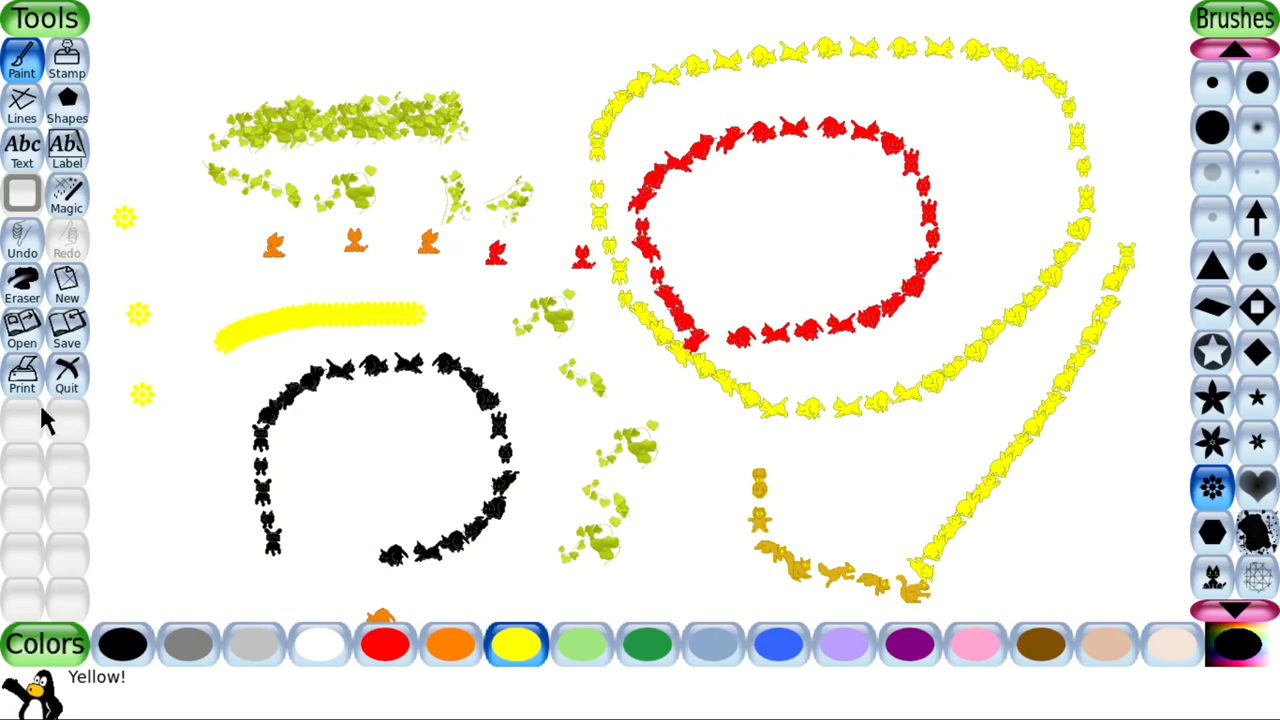 Tools
Brushes
Paint
Stamp
Lines
Shapes
Abc
Text
Abc
Label
Magic
Undo
Redo
Eraser
New
Open
Save
Print
Quit
Colors
Yellow!